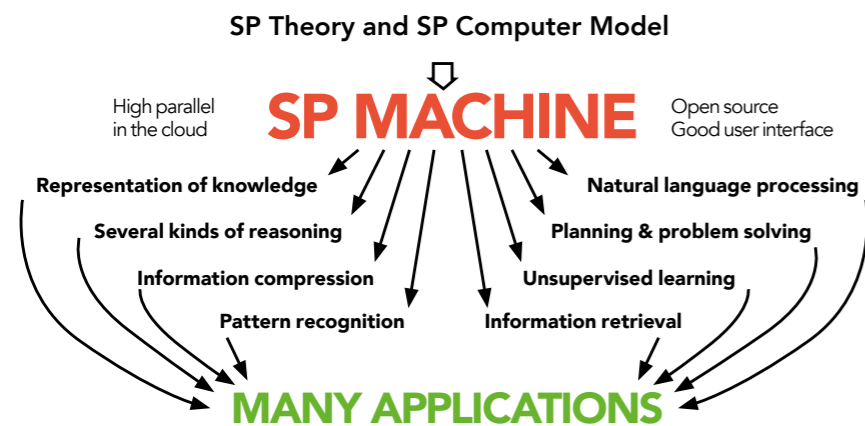 SP Theory and SP Computer Model
High parallel
in the cloud
SP MACHINE
Open source
Good user interface
Representation of knowledge
Natural language processing
Several kinds of reasoning
Planning & problem solving
Information compression
Unsupervised learning
Pattern recognition
Information retrieval
MANY APPLICATIONS